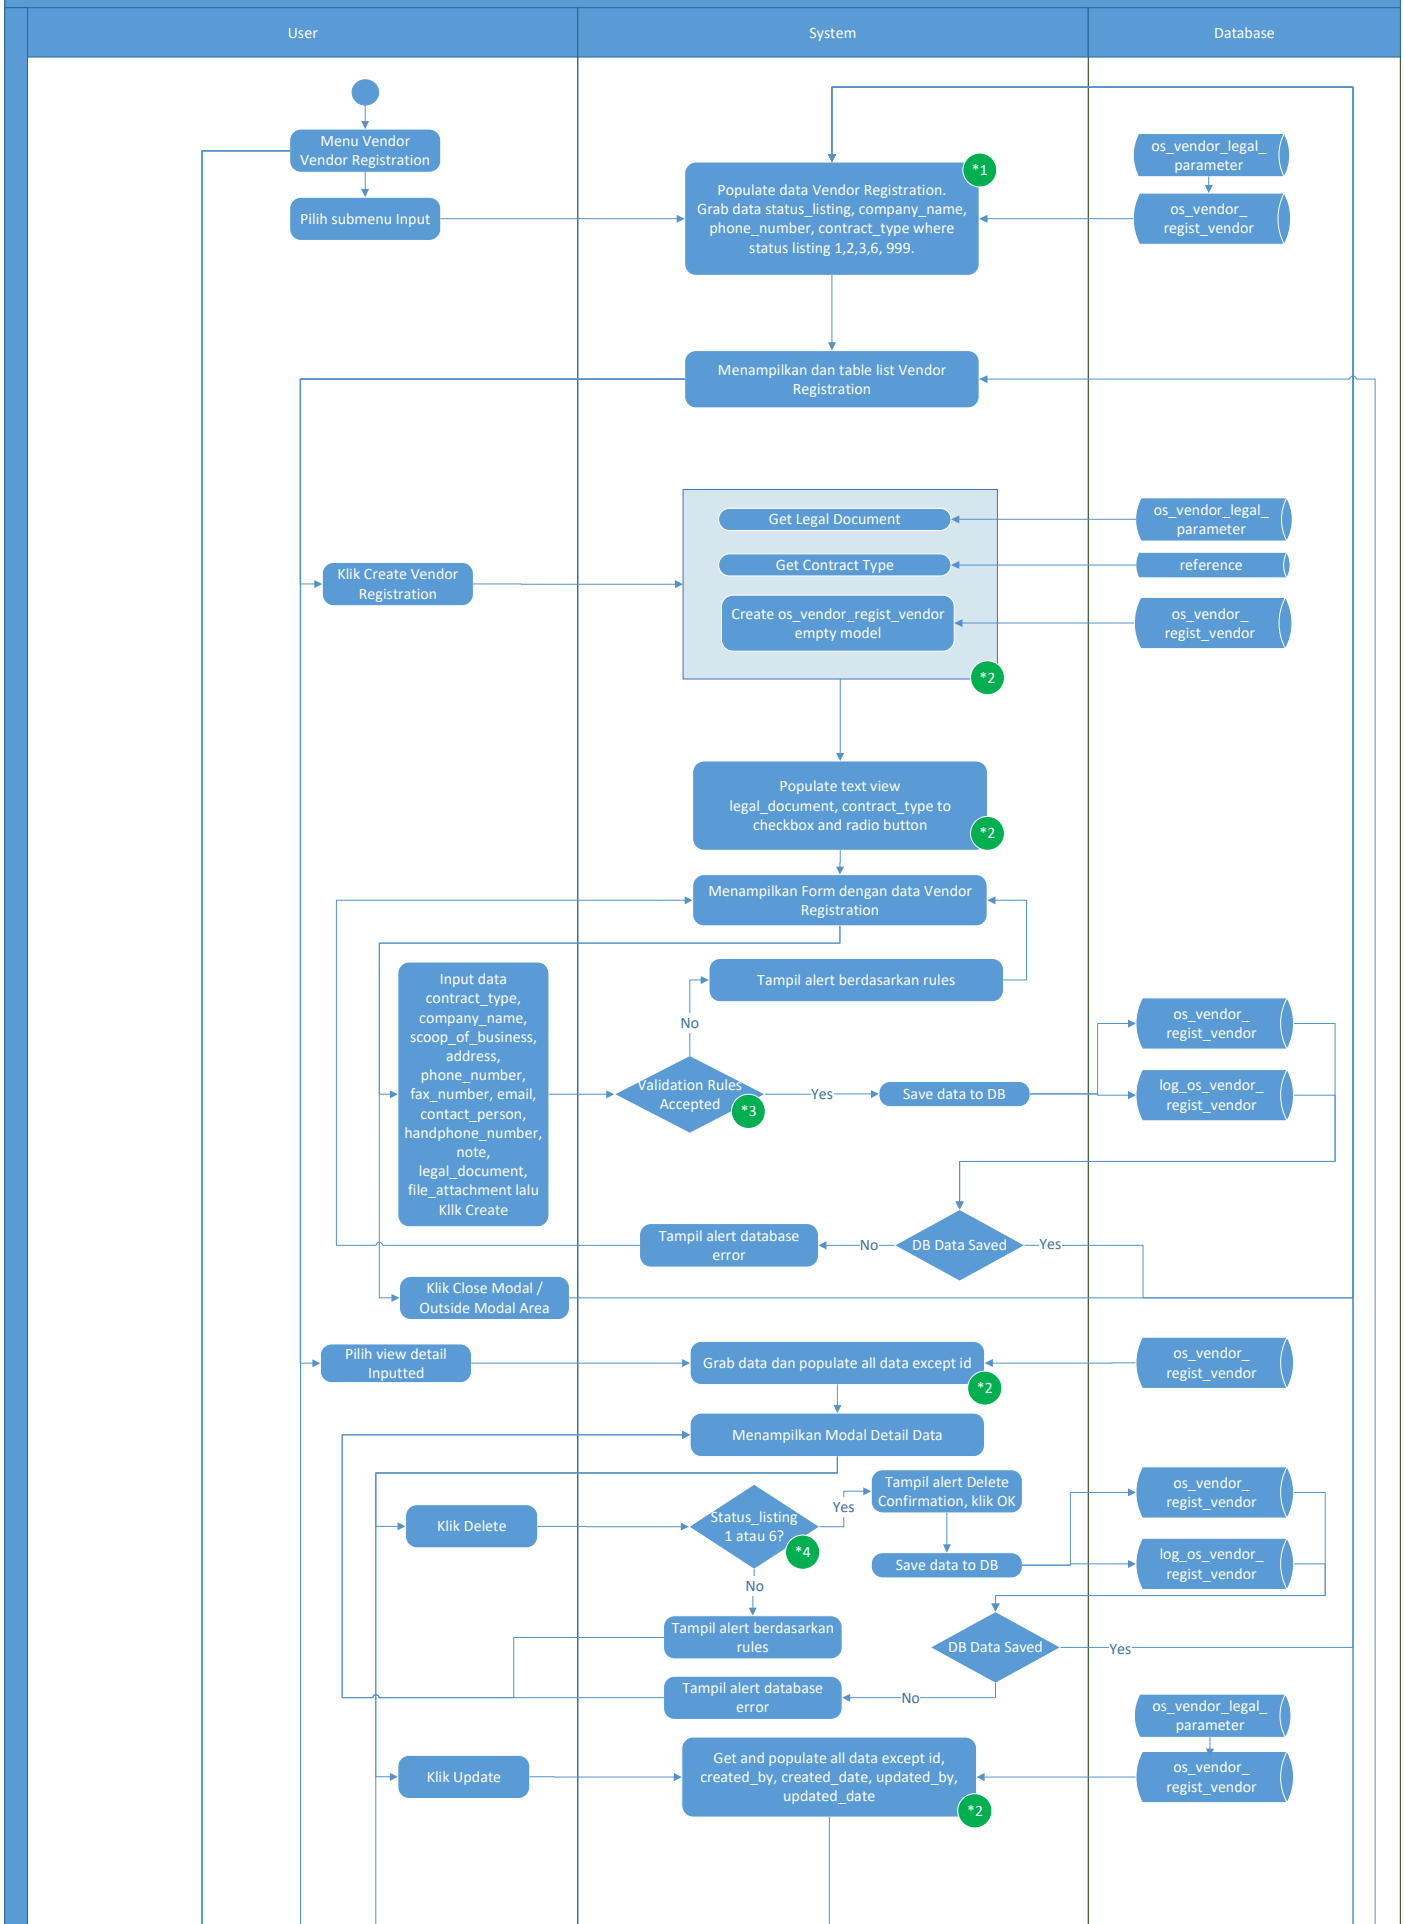 User
System
Database
Menu Vendor
Vendor Registration
Pilih submenu Input
*1
Populate data Vendor Registration.
Grab data status_listing, company_name,
phone_number, contract_type where
status listing 1,2,3,6, 999.
os_vendor_legal_
parameter
os_vendor_
regist_vendor
Menampilkan dan table list Vendor
Registration
Klik Create Vendor
Registration
Get Legal Document
Get Contract Type
Create os_vendor_regist_vendor
empty model
*2
os_vendor_legal_
parameter
reference
os_vendor_
regist_vendor
Populate text view
legal_document, contract_type to
checkbox and radio button
*2
Menampilkan Form dengan data Vendor
Registration
Tampil alert berdasarkan rules
No
Input data
contract_type,
company_name,
scoop_of_business,
address,
phone_number,
fax_number, email,
contact_person,
handphone_number,
note,
legal_document,
file_attachment lalu
Kllk Create
Validation Rules
Accepted
*3
Yes
Save data to DB
os_vendor_
regist_vendor
log_os_vendor_
regist_vendor
Tampil alert database
error
No
DB Data Saved
Yes
Klik Close Modal /
Outside Modal Area
Pilih view detail
Inputted
Grab data dan populate all data except id
*2
os_vendor_
regist_vendor
Menampilkan Modal Detail Data
Klik Delete
Status_listing
1 atau 6?
*4
Yes
Tampil alert Delete
Confirmation, klik OK
Save data to DB
os_vendor_
regist_vendor
log_os_vendor_
regist_vendor
No
Tampil alert berdasarkan
rules
DB Data Saved
Yes
Tampil alert database
error
No
Klik Update
Get and populate all data except id,
created_by, created_date, updated_by,
updated_date
*2
os_vendor_legal_
parameter
os_vendor_
regist_vendor